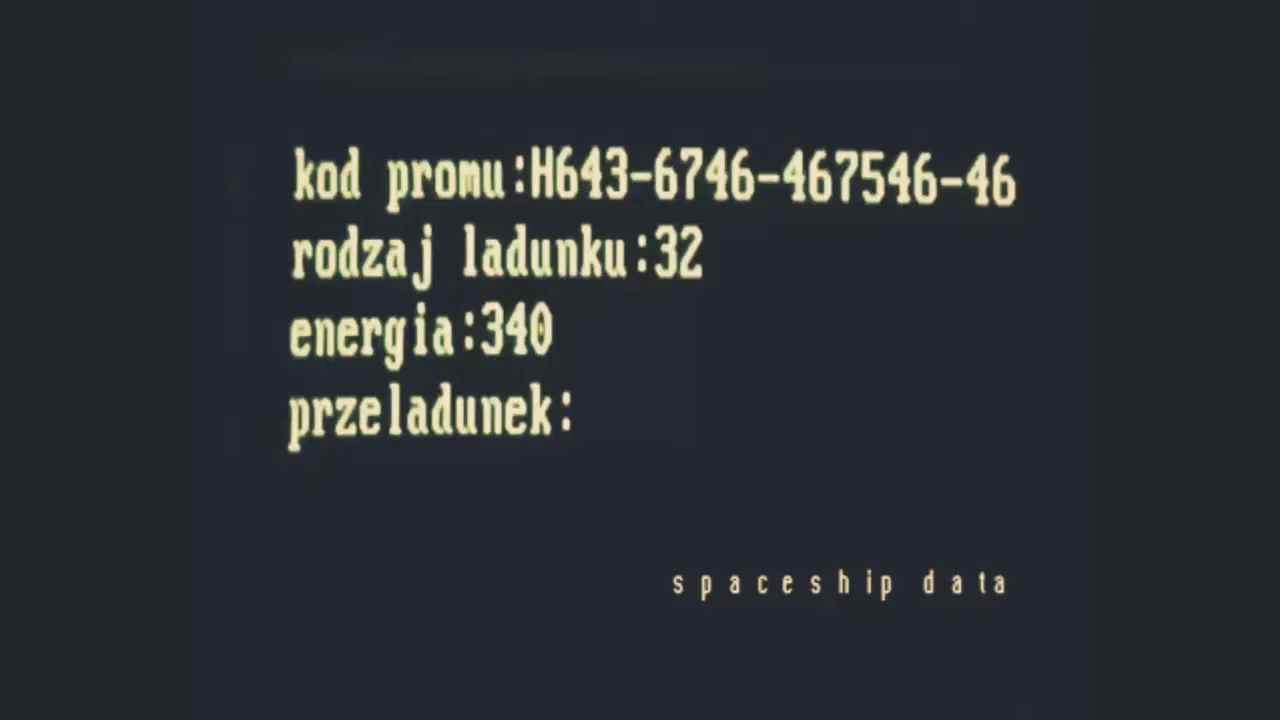 kod promu:H643-6746-467546-46
rodzaj ladunku:32
energia:340
przeladunek:
spaceship data